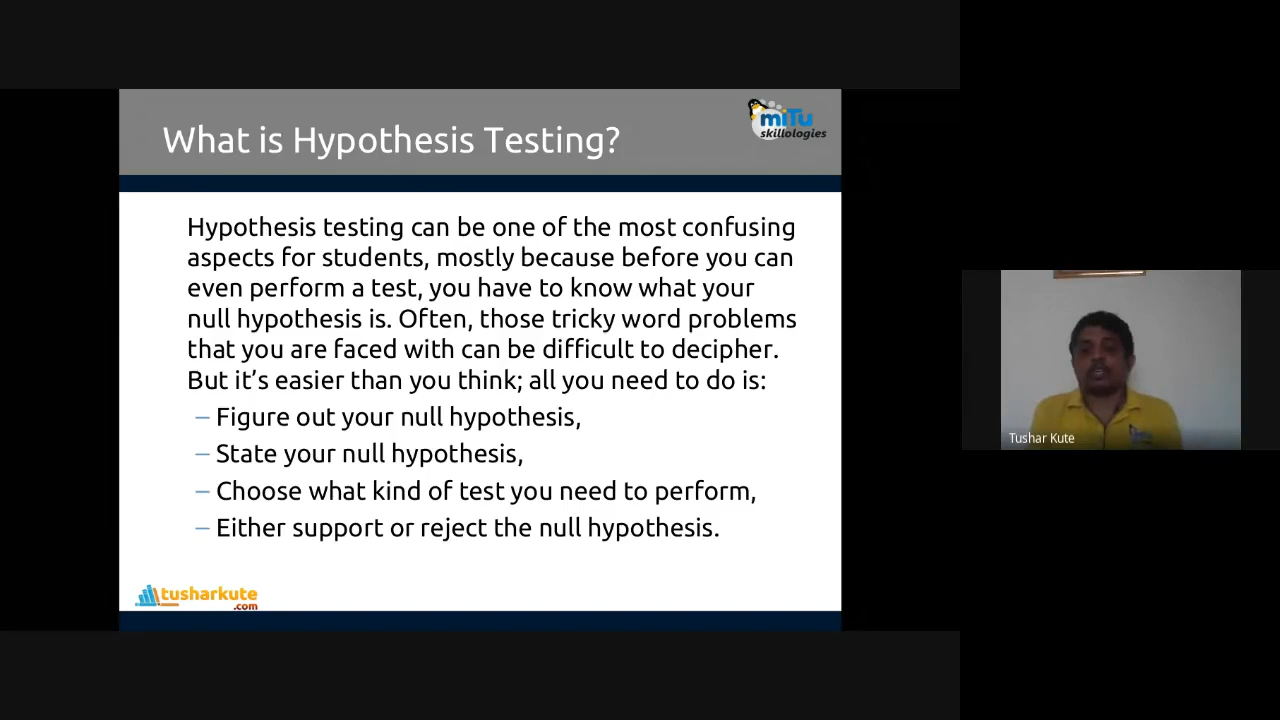 What is Hypothesis Testing?
miTu
skillologies
Hypothesis testing can be one of the most confusing
aspects for students, mostly because before you can
even perform a test, you have to know what your
null hypothesis is. Often, those tricky word problems
that you are faced with can be difficult to decipher.
But it’s easier than you think; all you need to do is:
– Figure out your null hypothesis,
– State your null hypothesis,
– Choose what kind of test you need to perform,
– Either support or reject the null hypothesis.
tusharkute
.com
Tushar Kute